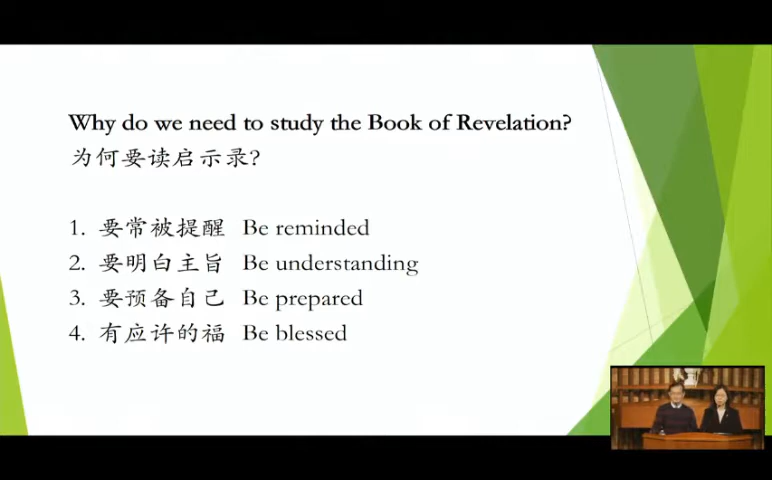 Why do we need to study the Book of Revelation?
为何要读启示录?
1. 要常被提醒 Be reminded
2. 要明白主旨 Be understanding
3. 要预备自己 Be prepared
4. 有应许的福 Be blessed